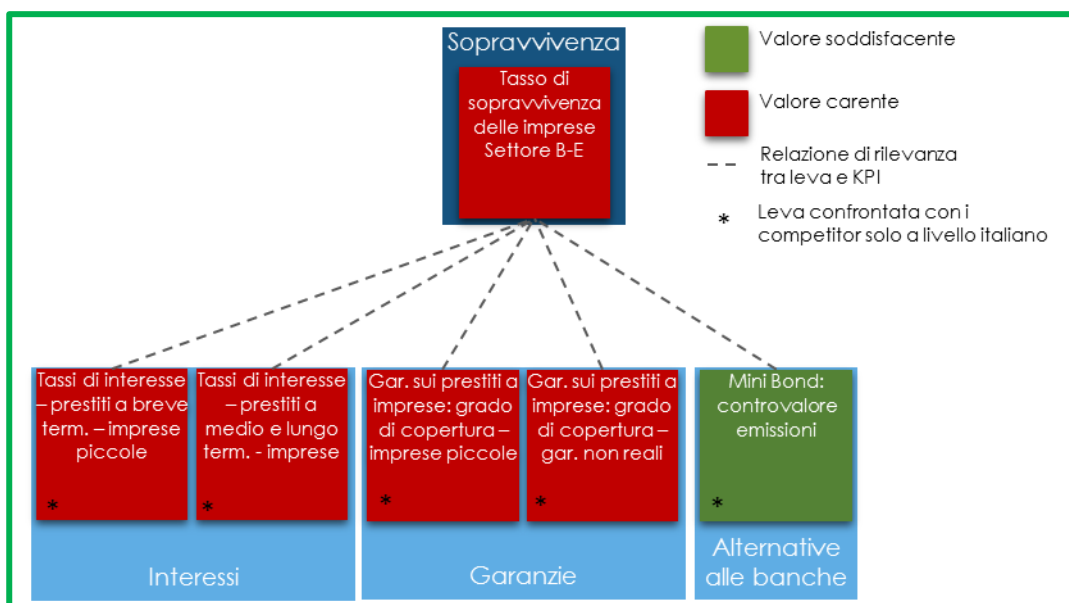 Sopravvivenza
Tasso di
sopravvivenza
delle imprese
Settore B-E
Valore soddisfacente
Valore carente
Relazione di rilevanza
tra leva e KPI
*
Leva confrontata con i
competitor solo a livello italiano
Tassi di interesse
– prestiti a breve
term. – imprese
piccole
*
Tassi di interesse
– prestiti a
medio e lungo
term. - imprese
*
Interessi
Gar. sui prestiti a
imprese: grado
di copertura –
imprese piccole
*
Gar. sui prestiti a
imprese: grado
di copertura –
gar. non reali
*
Garanzie
Mini Bond:
controvalore
emissioni
*
Alternative
alle banche